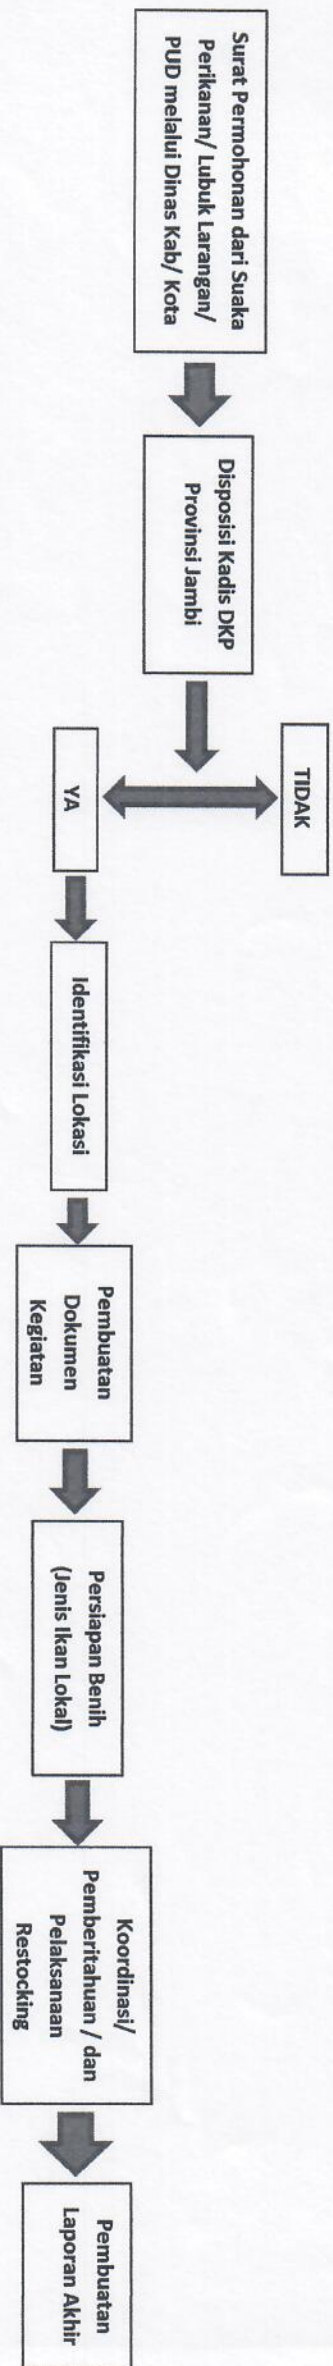 Surat Permohonan dari Suaka
Perikanan/ Lubuk Larangan/
PUD melalui Dinas Kab/ Kota
Disposisi Kadis DKP
Provinsi Jambi
TIDAK
YA
Identifikasi Lokasi
Pembuatan
Dokumen
Kegiatan
Persiapan Benih
(Jenis Ikan Lokal)
Koordinasi/
Pemberitahuan / dan
Pelaksanaan
Restocking
Pembuatan
Laporan Akhir